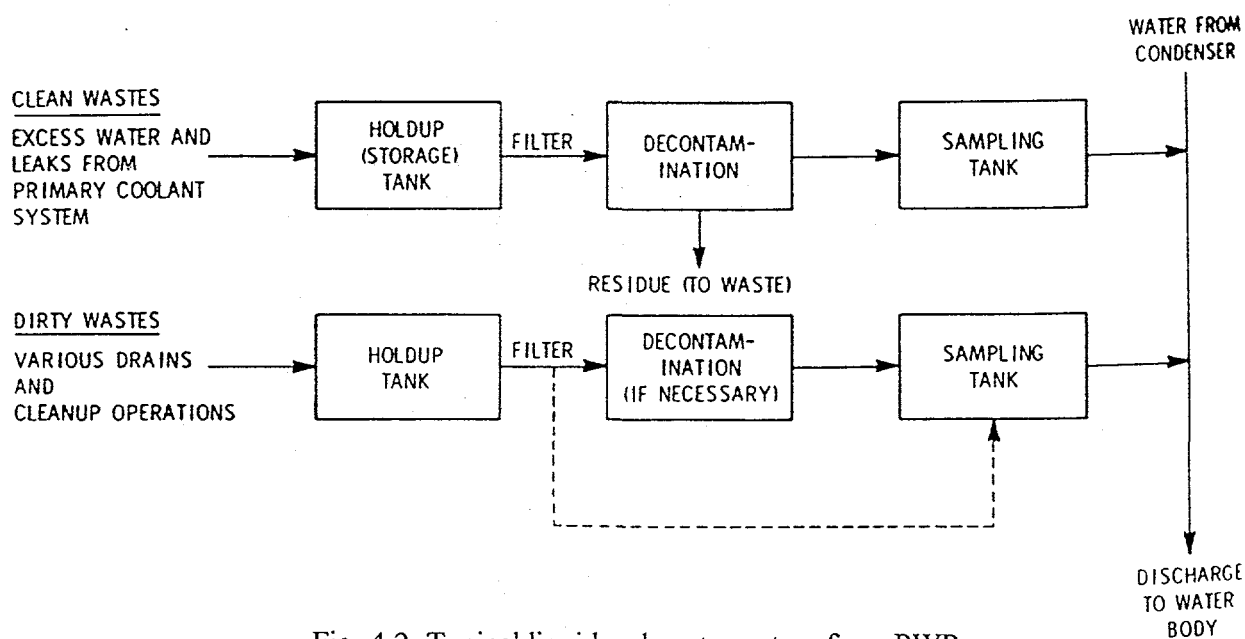 WATER FROM
CONDENSER
CLEAN WASTES
EXCESS WATER AND
LEAKS FROM
PRIMARY COOLANT
SYSTEM
HOLDUP
(STORAGE)
TANK
FILTER
DECONTAM-
INATION
SAMPLING
TANK
RESIDUE (TO WASTE)
DIRTY WASTES
VARIOUS DRAINS
AND
CLEANUP OPERATIONS
HOLDUP
TANK
FILTER
DECONTAM-
INATION
(IF NECESSARY)
SAMPLING
TANK
DISCHARGE
TO WATER
BODY
Fig. 4.2 Typical liquid radwaste system for a PWR